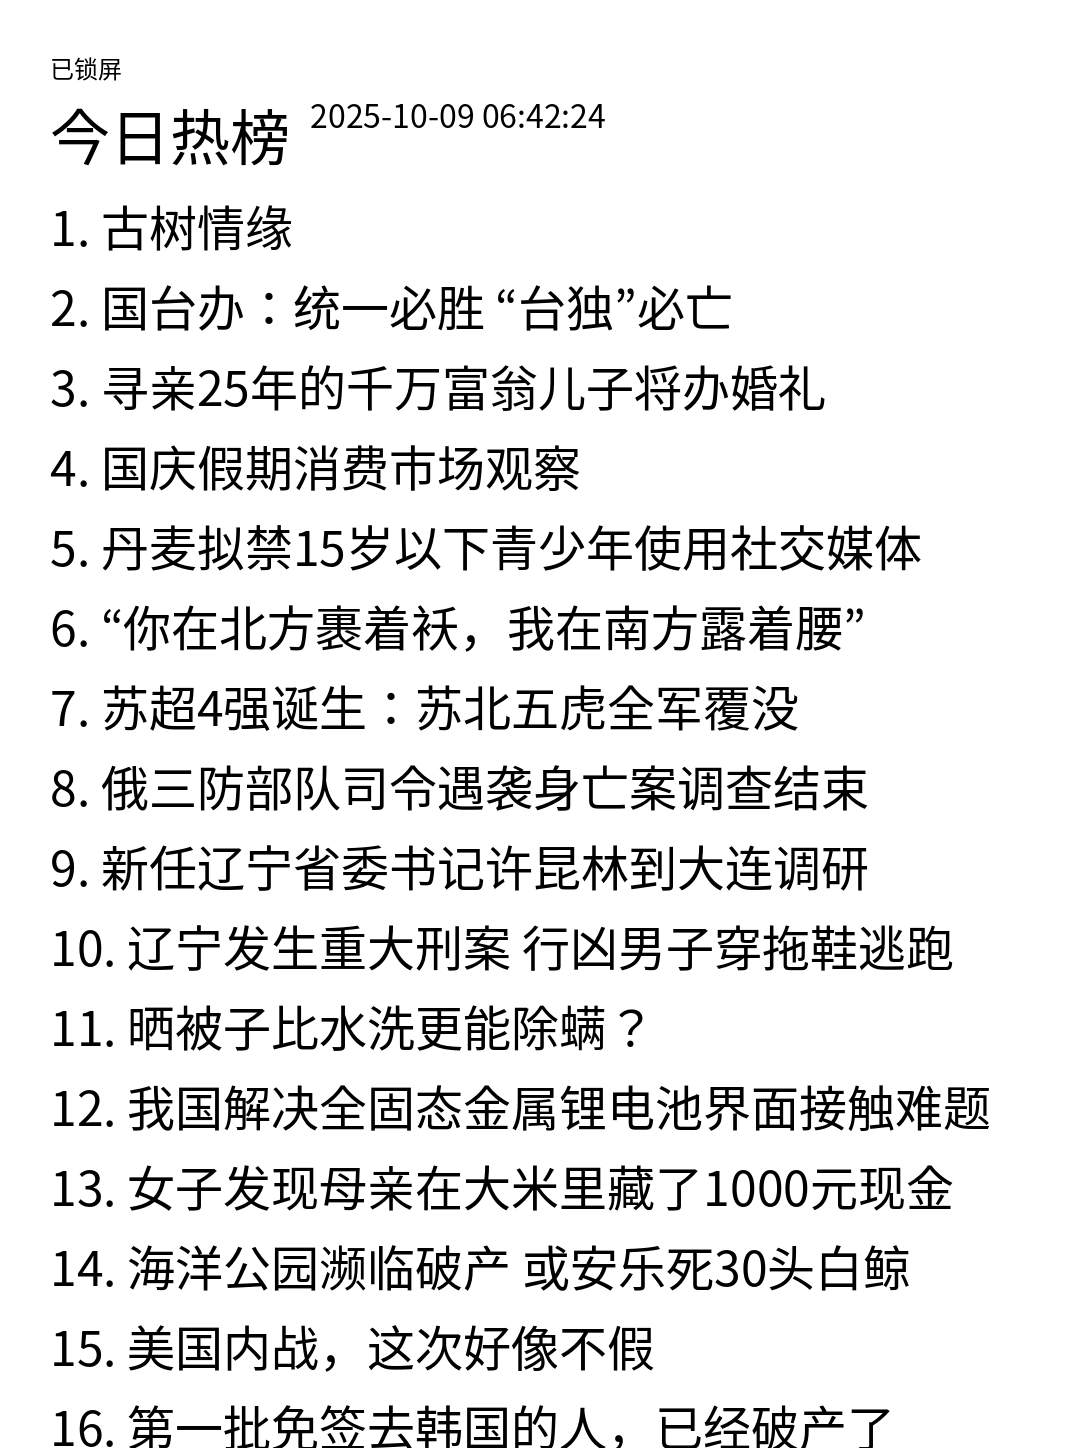 已锁屏
今日热榜 2025-10-09 06:42:24
1. 古树情缘
2. 国台办：统一必胜 “台独”必亡
3. 寻亲25年的千万富翁儿子将办婚礼
4. 国庆假期消费市场观察
5. 丹麦拟禁15岁以下青少年使用社交媒体
6. “你在北方裹着袄，我在南方露着腰”
7. 苏超4强诞生：苏北五虎全军覆没
8. 俄三防部队司令遇袭身亡案调查结束
9. 新任辽宁省委书记许昆林到大连调研
10. 辽宁发生重大刑案 行凶男子穿拖鞋逃跑
11. 晒被子比水洗更能除螨？
12. 我国解决全固态金属锂电池界面接触难题
13. 女子发现母亲在大米里藏了1000元现金
14. 海洋公园濒临破产 或安乐死30头白鲸
15. 美国内战，这次好像不假
16. 第一批免签去韩国的人，已经破产了